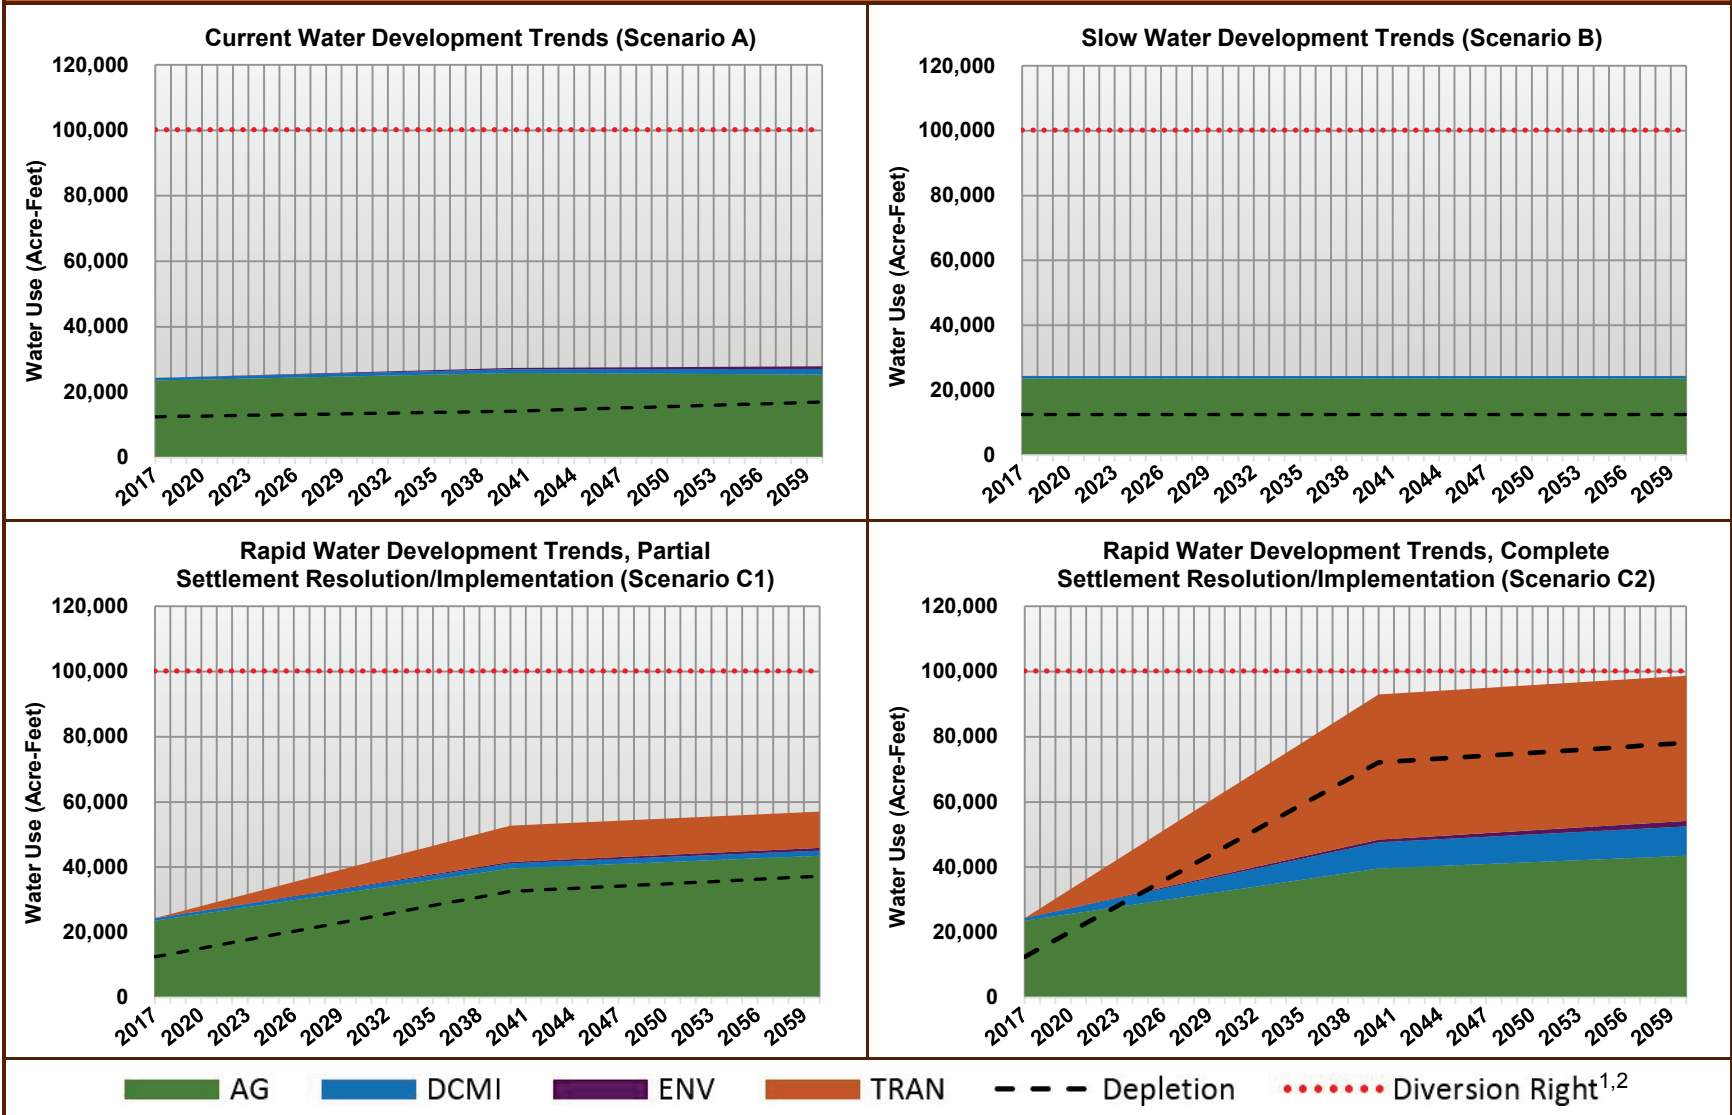 Current Water Development Trends (Scenario A)
120,000
100,000
80,000
60,000
40,000
20,000
0
Water Use (Acre-Feet)
2017 2020 2023 2026 2029 2032 2035 2038 2041 2044 2047 2050 2053 2056 2059
Slow Water Development Trends (Scenario B)
120,000
100,000
80,000
60,000
40,000
20,000
0
Water Use (Acre-Feet)
2017 2020 2023 2026 2029 2032 2035 2038 2041 2044 2047 2050 2053 2056 2059
Rapid Water Development Trends, Partial
Settlement Resolution/Implementation (Scenario C1)
120,000
100,000
80,000
60,000
40,000
20,000
0
Water Use (Acre-Feet)
2017 2020 2023 2026 2029 2032 2035 2038 2041 2044 2047 2050 2053 2056 2059
Rapid Water Development Trends, Complete
Settlement Resolution/Implementation (Scenario C2)
120,000
100,000
80,000
60,000
40,000
20,000
0
Water Use (Acre-Feet)
2017 2020 2023 2026 2029 2032 2035 2038 2041 2044 2047 2050 2053 2056 2059
AG DCMI ENV TRAN Depletion Diversion Right1,2